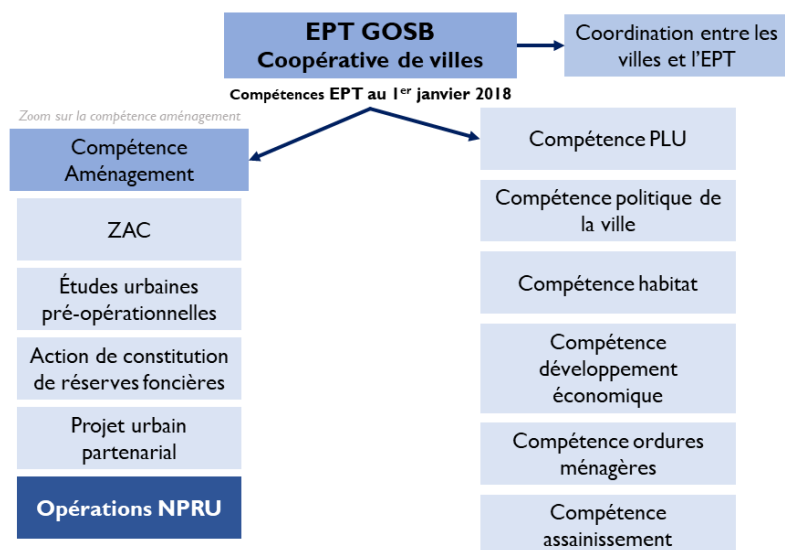 EPT GOSB
Coopérative de villes
Coordination entre les
villes et l'EPT
Compétences EPT au 1er janvier 2018
Zoom sur la compétence aménagement
Compétence
Aménagement
ZAC
Études urbaines
pré-opérationnelles
Action de constitution
de réserves foncières
Projet urbain
partenarial
Opérations NPRU
Compétence PLU
Compétence politique de
la ville
Compétence habitat
Compétence
développement
économique
Compétence ordures
ménagères
Compétence
assainissement